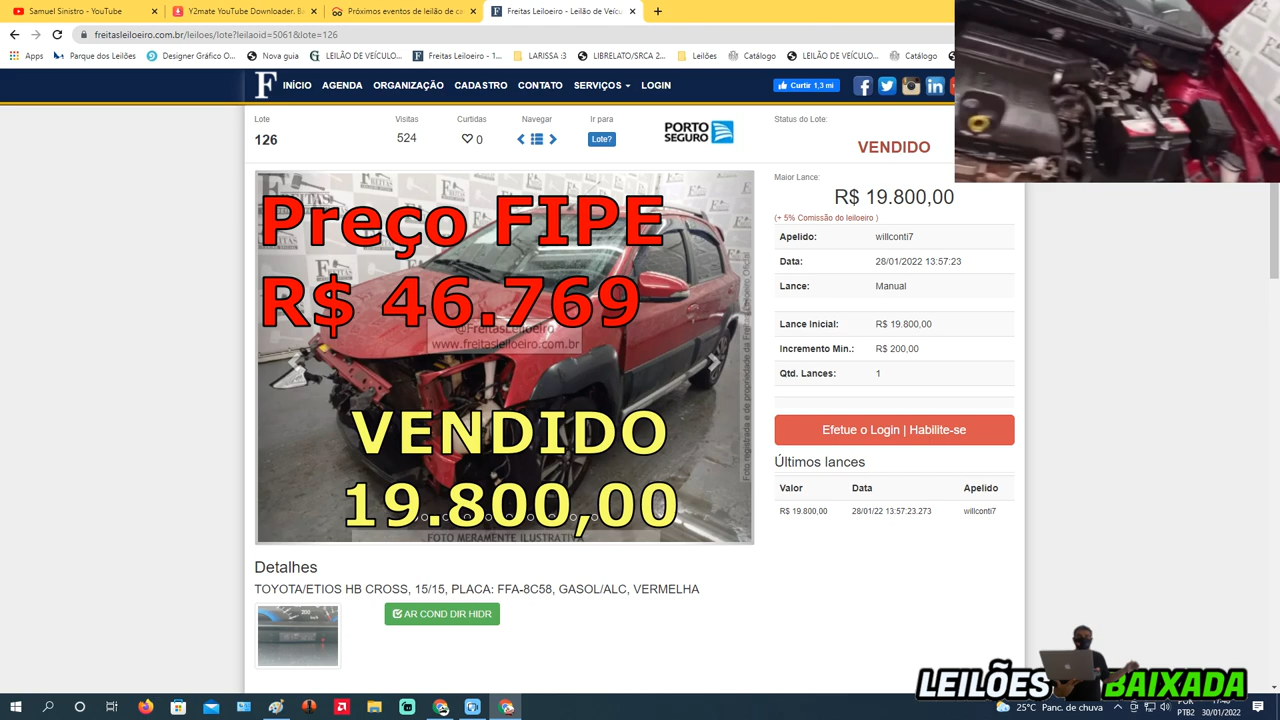 Samuel Sinistro - YouTube
Y2mate YouTube Downloader. B
Próximos eventos de leilão de ca
Freitas Leiloeiro - Leilão de Veícu
freitasleiloeiro.com.br/leiloes/lote?leilaoid=5061&lote=126
Apps
Parque dos Leilões
Designer Gráfico O...
Nova guia
LEILÃO DE VEÍCULO...
Freitas Leiloeiro - 1...
LARISSA :3
LIBRELATO/SRCA 2...
Leilões
Catálogo
LEILÃO DE VEÍCULO...
Catálogo
F INÍCIO AGENDA ORGANIZAÇÃO CADASTRO CONTATO SERVIÇOS LOGIN
Curtir 1,3 mi
Lote
126
Visitas
524
Curtidas
0
Navegar
Ir para
Lote?
PORTO
SEGURO
Status do Lote:
VENDIDO
Maior Lance:
R$ 19.800,00
(+ 5% Comissão do leiloeiro )
Apelido: willconti7
Data: 28/01/2022 13:57:23
Lance: Manual
Lance Inicial: R$ 19.800,00
Incremento Min.: R$ 200,00
Qtd. Lances: 1
Efetue o Login | Habilite-se
Últimos lances
Valor Data Apelido
R$ 19.800,00 28/01/22 13:57:23.273 willconti7
Preço FIPE
R$ 46.769
@FreitasLeiloeiro
www.freitasleiloeiro.com.br
VENDIDO
19.800,00
FOTO MERAMENTE ILUSTRATIVA
Detalhes
TOYOTA/ETIOS HB CROSS, 15/15, PLACA: FFA-8C58, GASOL/ALC, VERMELHA
AR COND DIR HIDR
LEILÕES BAIXADA
25°C Panc. de chuva
PTB2
30/01/2022